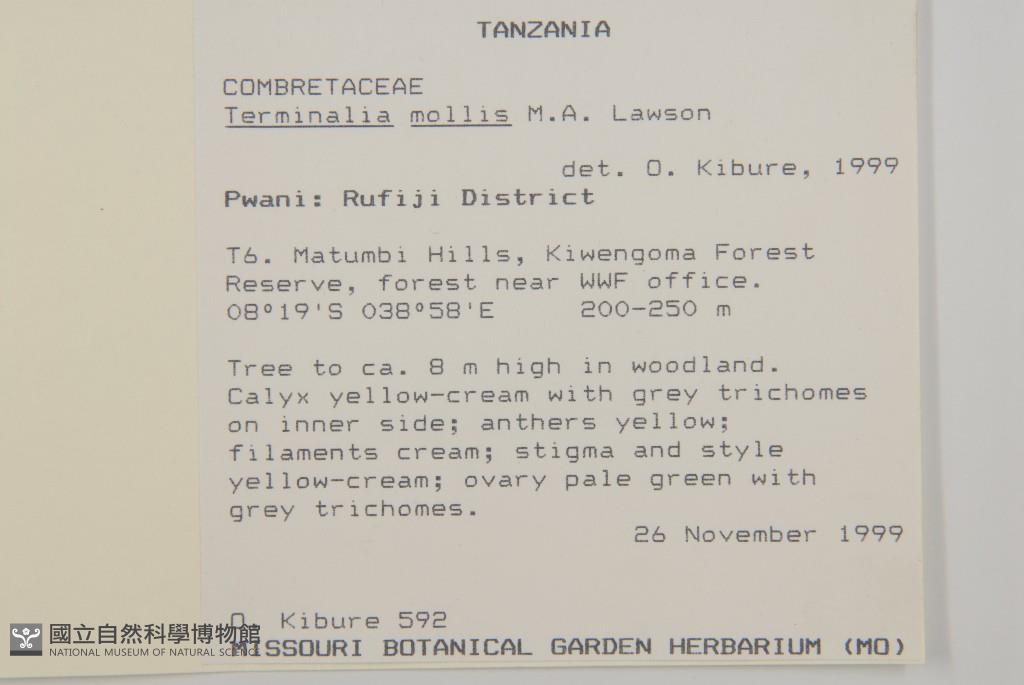 TANZANIA
COMBRETACEAE
Terminalia mollis M.A. Lawson
det. O. Kibure, 1999
Pwani: Rufiji District
T6. Matumbi Hills, Kiwengoma Forest
Reserve, forest near WWF office.
08°19'S 038°58'E 200-250 m
Tree to ca. 8 m high in woodland.
Calyx yellow-cream with grey trichomes
on inner side; anthers yellow;
filaments cream; stigma and style
yellow-cream; ovary pale green with
grey trichomes.
26 November 1999
O. Kibure 592
MISSOURI BOTANICAL GARDEN HERBARIUM (MO)
國立自然科學博物館
NATIONAL MUSEUM OF NATURAL SCIENCE